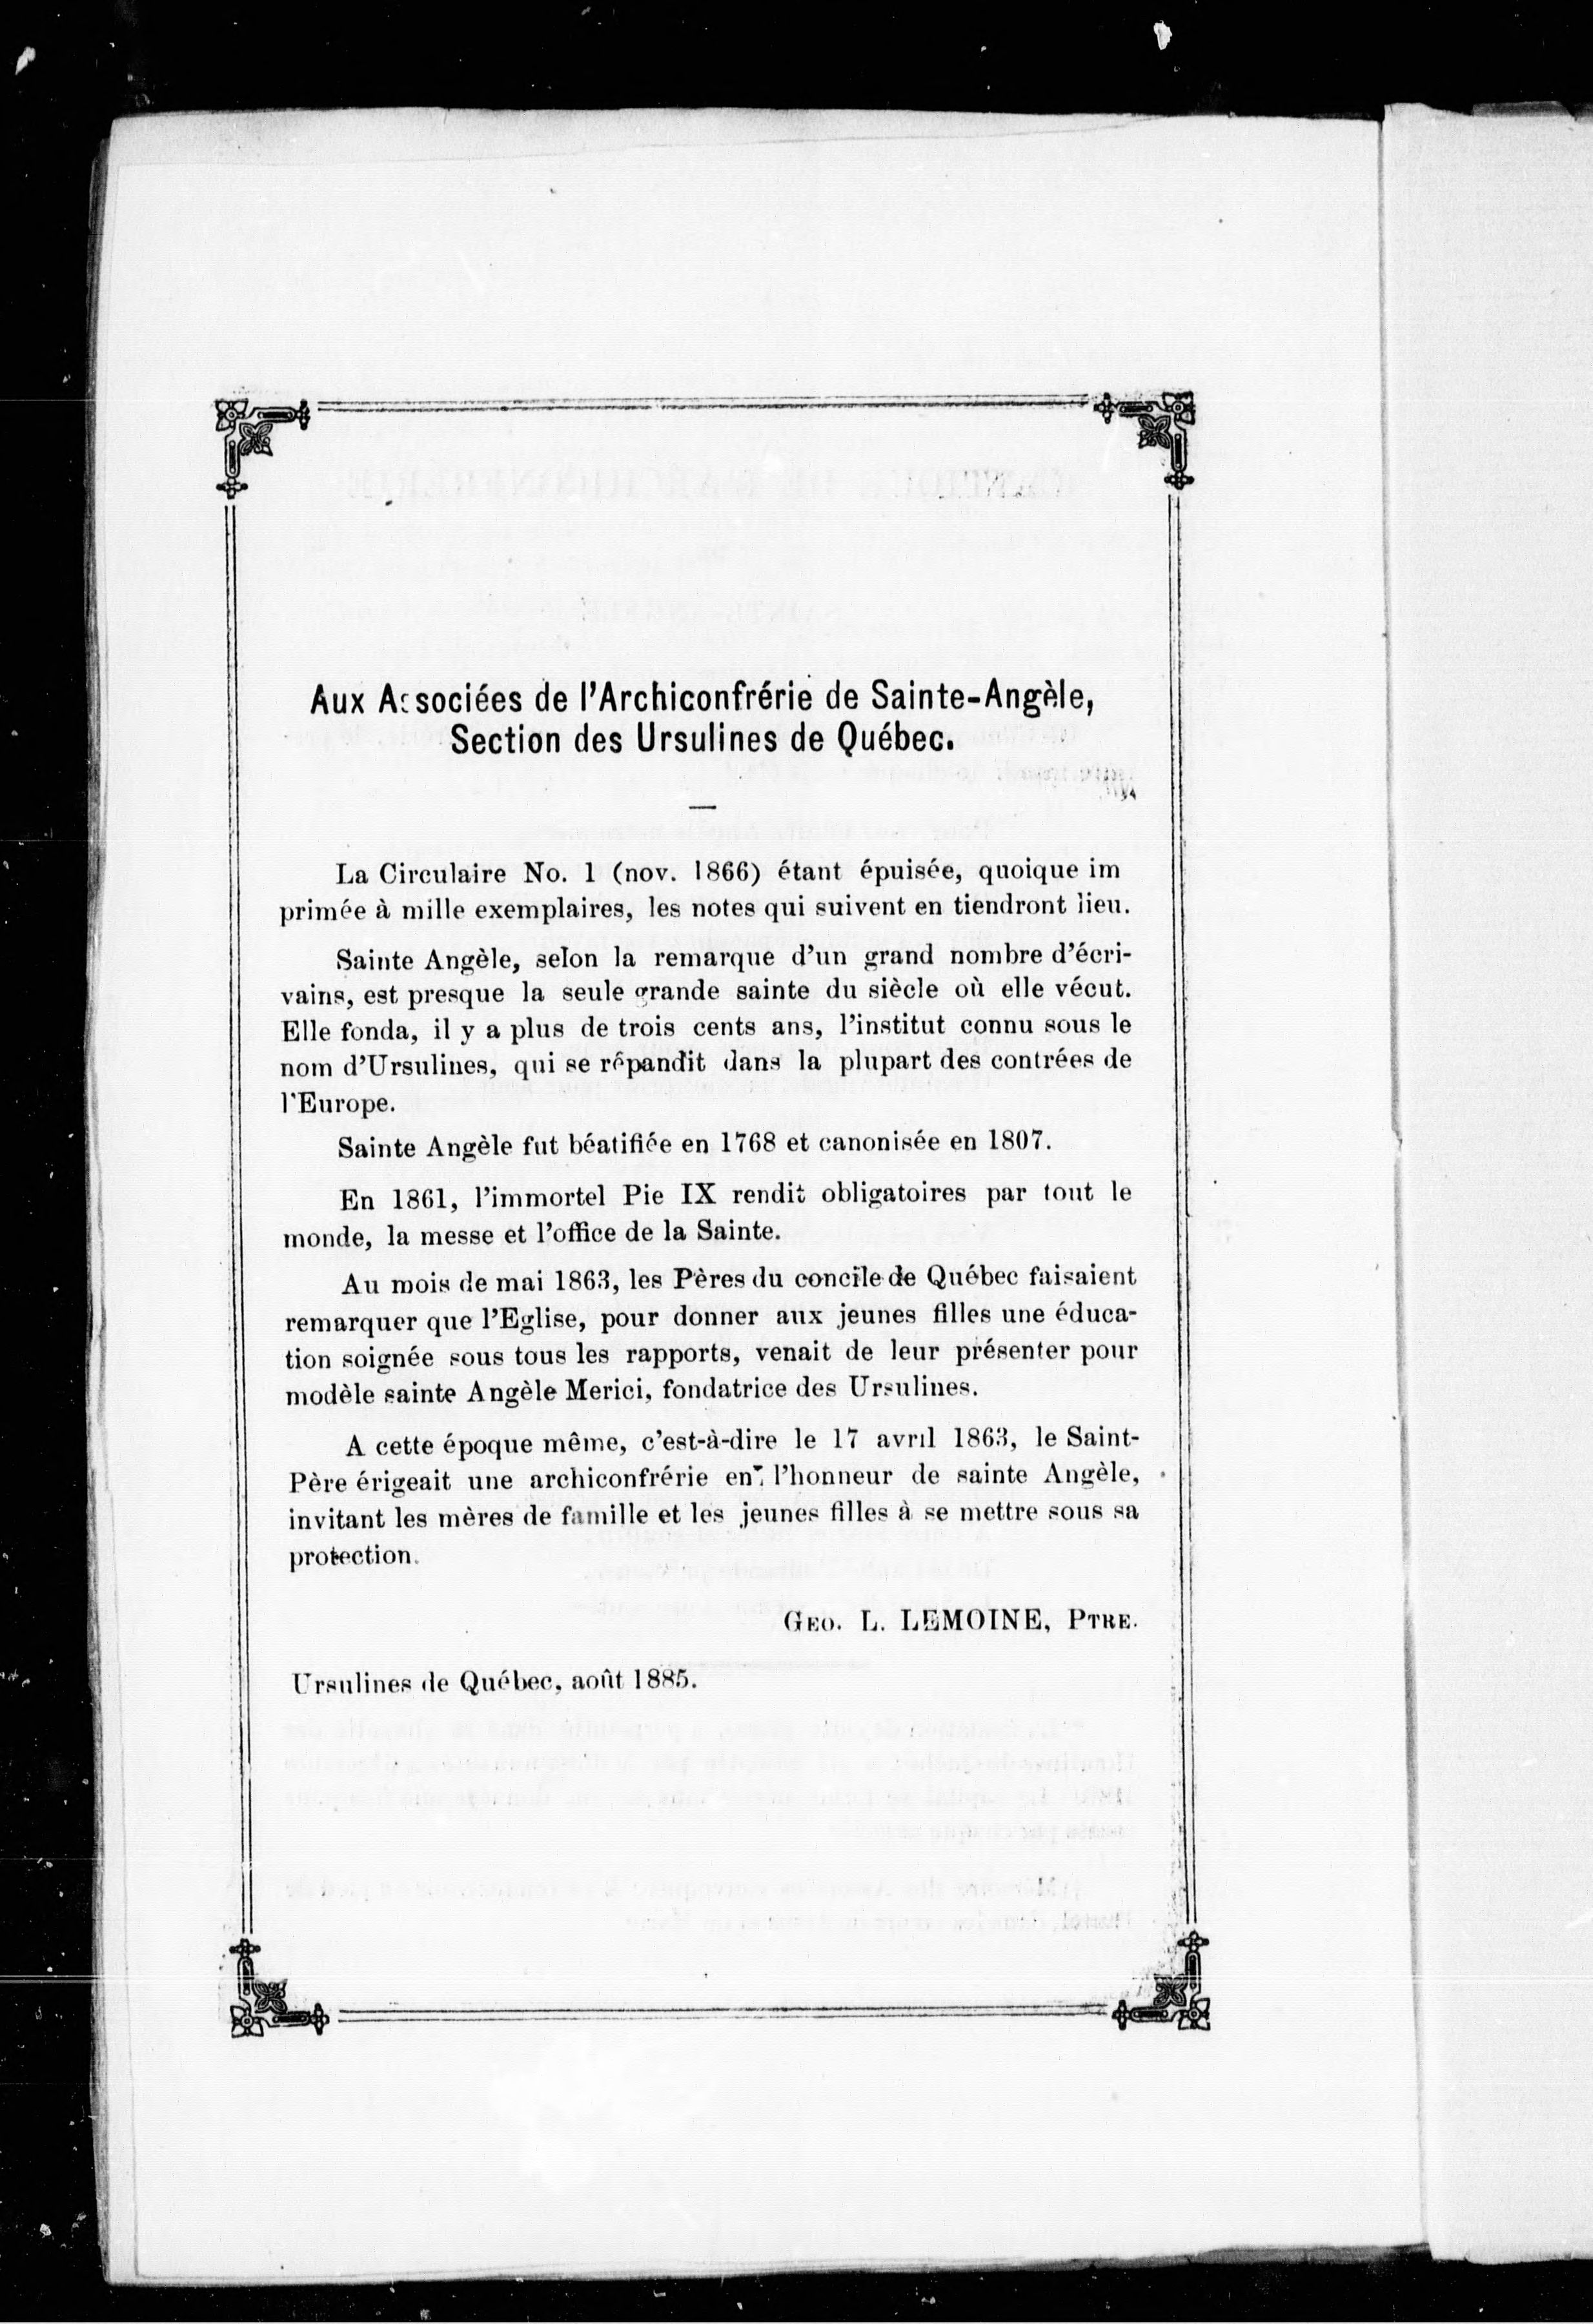 Aux Associées de l'Archiconfrérie de Sainte-Angèle,
Section des Ursulines de Québec.
La Circulaire No. 1 (nov. 1866) étant épuisée, quoique im
primée à mille exemplaires, les notes qui suivent en tiendront lieu.
Sainte Angèle, selon la remarque d'un grand nombre d'écri-
vains, est presque la seule grande sainte du siècle où elle vécut.
Elle fonda, il y a plus de trois cents ans, l'institut connu sous le
nom d'Ursulines, qui se répandit dans la plupart des contrées de
l'Europe.
Sainte Angèle fut béatifiée en 1768 et canonisée en 1807.
En 1861, l'immortel Pie IX rendit obligatoires par tout le
monde, la messe et l'office de la Sainte.
Au mois de mai 1863, les Pères du concile de Québec faisaient
remarquer que l'Eglise, pour donner aux jeunes filles une éduca-
tion soignée sous tous les rapports, venait de leur présenter pour
modèle sainte Angèle Merici, fondatrice des Ursulines.
A cette époque même, c'est-à-dire le 17 avril 1863, le Saint-
Père érigeait une archiconfrérie en l'honneur de sainte Angèle,
invitant les mères de famille et les jeunes filles à se mettre sous sa
protection.
GEO. L. LEMOINE, PTRE.
Ursulines de Québec, août 1885.